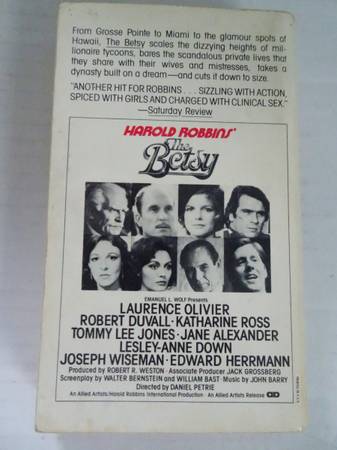 From Grosse Pointe to Miami to the glamour spots of
Hawaii, The Betsy scales the dizzying heights of mil-
lionaire tycoons, bares the scandalous private lives that
they share with their wives and mistresses, takes a
dynasty built on a dream—and cuts it down to size.
"ANOTHER HIT FOR ROBBINS . . . SIZZLING WITH ACTION,
SPICED WITH GIRLS AND CHARGED WITH CLINICAL SEX."
—Saturday Review
HAROLD ROBBINS'
The
Betsy
EMANUEL L. WOLF Presents
LAURENCE OLIVIER
ROBERT DUVALL · KATHARINE ROSS
TOMMY LEE JONES · JANE ALEXANDER
LESLEY-ANNE DOWN
JOSEPH WISEMAN · EDWARD HERRMANN
Produced by ROBERT R. WESTON · Associate Producer JACK GROSSBERG
Screenplay by WALTER BERNSTEIN and WILLIAM BAST · Music by JOHN BARRY
Directed by DANIEL PETRIE
An Allied Artists/Harold Robbins International Production · An Allied Artists Release